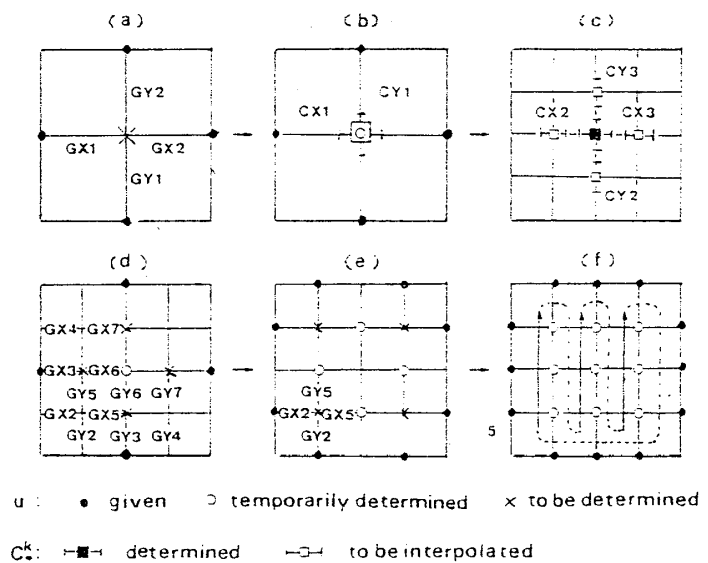 (a) (b) (c)
GY2 CY1 CY3
CX1 CX2 CX3
GX1 GX2
GY1 CY2
(d) (e) (f)
GX4 GX7
GX3 GX6
GY5 GY6 GY7 GY5
GX2 GX5 GX2 GX5
GY2 GY3 GY4 GY2 5
u : • given ○ temporarily determined × to be determined
C*^k: ⊢■⊣ determined ⊢□⊣ to be interpolated